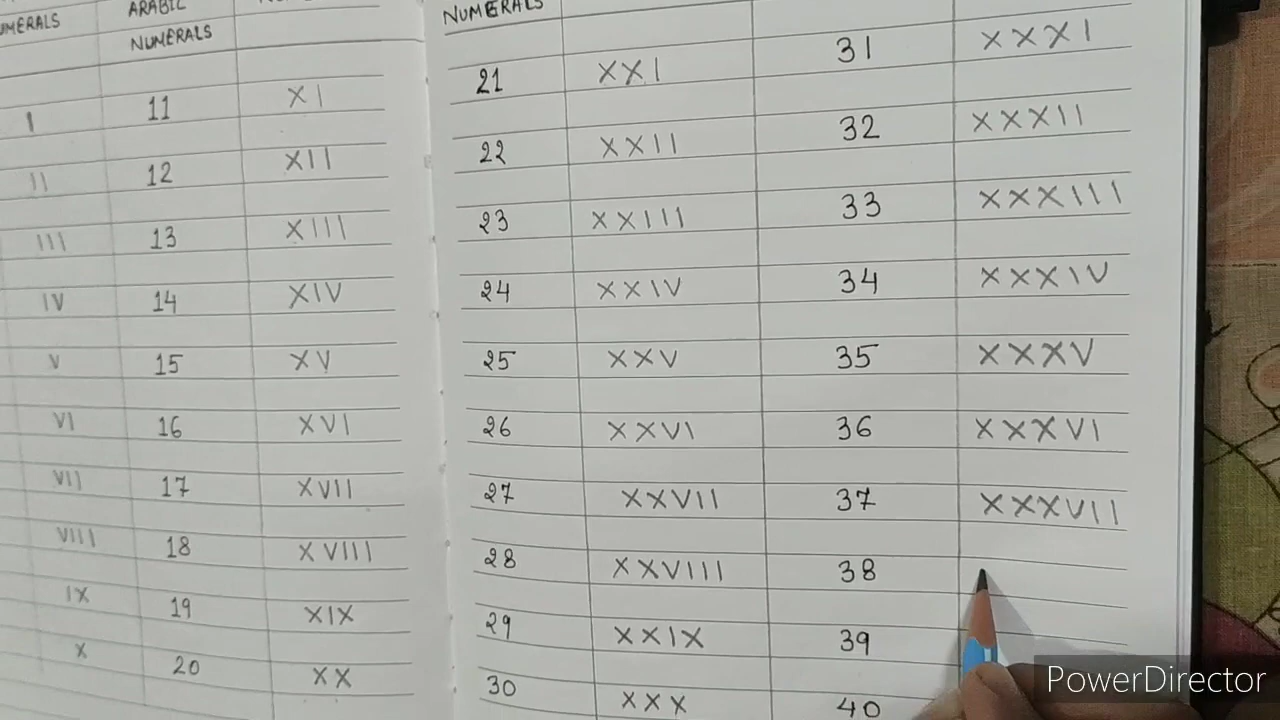 ARABIC
NUMERALS
NUMERALS
I 11 XI
II 12 XII
III 13 XIII
IV 14 XIV
V 15 XV
VI 16 XVI
VII 17 XVII
VIII 18 XVIII
IX 19 XIX
X 20 XX
NUMERALS
21 XXI 31 XXXI
22 XXII 32 XXXII
23 XXIII 33 XXXIII
24 XXIV 34 XXXIV
25 XXV 35 XXXV
26 XXVI 36 XXXVI
27 XXVII 37 XXXVII
28 XXVIII 38
29 XXIX 39
30 XXX 40
PowerDirector